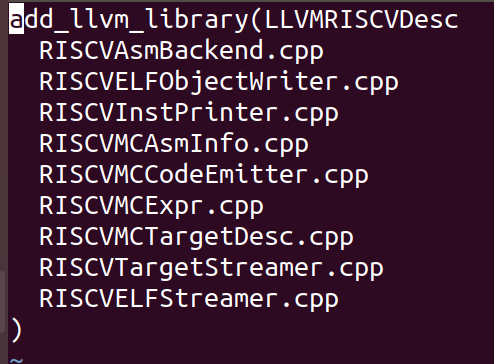 add_llvm_library(LLVMRISCVDesc
  RISCVAsmBackend.cpp
  RISCVELFObjectWriter.cpp
  RISCVInstPrinter.cpp
  RISCVMCAsmInfo.cpp
  RISCVMCCodeEmitter.cpp
  RISCVMCExpr.cpp
  RISCVMCTargetDesc.cpp
  RISCVTargetStreamer.cpp
  RISCVELFStreamer.cpp
)
~